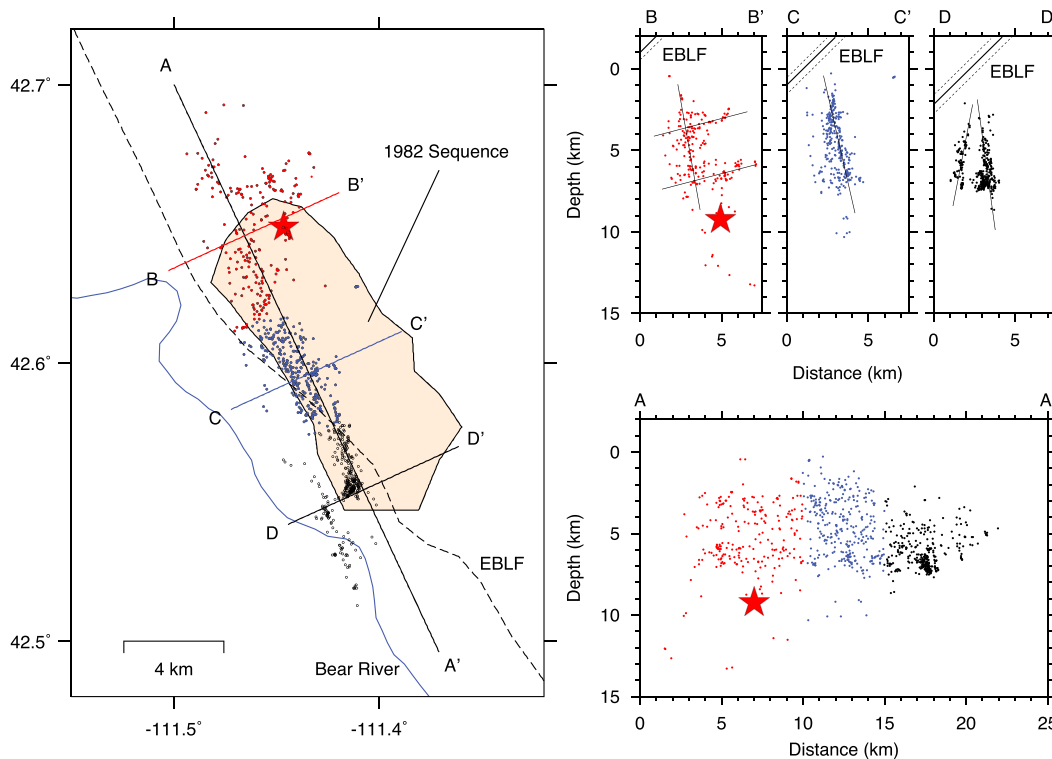 A
42.7˚
1982 Sequence
B'
B
C'
42.6˚
C
D'
D
EBLF
42.5˚
4 km
Bear River
A'
-111.5˚
-111.4˚
B
B'
C
C'
D
D
EBLF
EBLF
EBLF
0
5
10
15
Depth (km)
0
5
0
5
0
5
Distance (km)
A
A
0
5
10
15
Depth (km)
0
5
10
15
20
25
Distance (km)